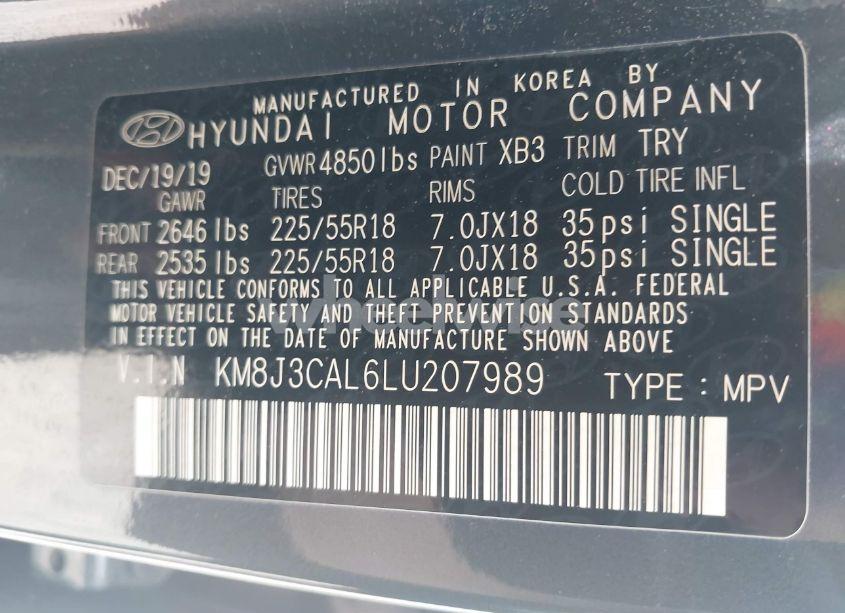 MANUFACTURED IN KOREA BY
HYUNDAI MOTOR COMPANY
DEC/19/19 GVWR 4850lbs PAINT XB3 TRIM TRY
GAWR TIRES RIMS COLD TIRE INFL
FRONT 2646 lbs 225/55R18 7.0JX18 35psi SINGLE
REAR 2535 lbs 225/55R18 7.0JX18 35psi SINGLE
THIS VEHICLE CONFORMS TO ALL APPLICABLE U.S.A. FEDERAL
MOTOR VEHICLE SAFETY AND THEFT PREVENTION STANDARDS
IN EFFECT ON THE DATE OF MANUFACTURE SHOWN ABOVE
V.I.N KM8J3CAL6LU207989 TYPE : MPV
wheelwise